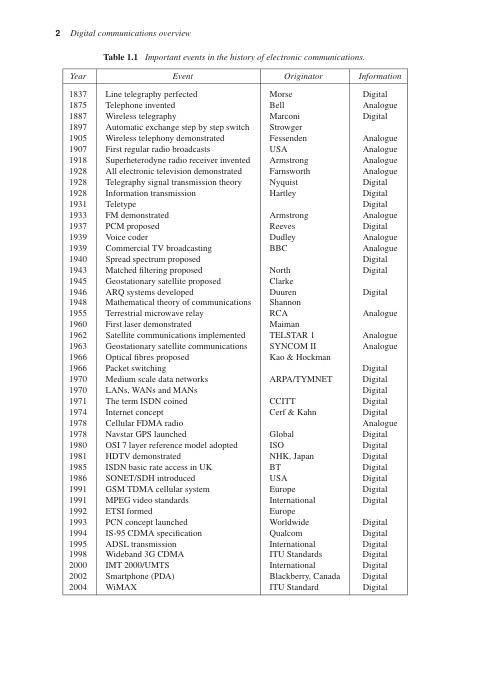 2 Digital communications overview
Table 1.1 Important events in the history of electronic communications.
Year Event Originator Information
1837 Line telegraphy perfected Morse Digital
1875 Telephone invented Bell Analogue
1887 Wireless telegraphy Marconi Digital
1897 Automatic exchange step by step switch Strowger
1905 Wireless telephony demonstrated Fessenden Analogue
1907 First regular radio broadcasts USA Analogue
1918 Superheterodyne radio receiver invented Armstrong Analogue
1928 All electronic television demonstrated Farnsworth Analogue
1928 Telegraphy signal transmission theory Nyquist Digital
1928 Information transmission Hartley Digital
1931 Teletype Digital
1933 FM demonstrated Armstrong Analogue
1937 PCM proposed Reeves Digital
1939 Voice coder Dudley Analogue
1939 Commercial TV broadcasting BBC Analogue
1940 Spread spectrum proposed Digital
1943 Matched filtering proposed North Digital
1945 Geostationary satellite proposed Clarke
1946 ARQ systems developed Duuren Digital
1948 Mathematical theory of communications Shannon
1955 Terrestrial microwave relay RCA Analogue
1960 First laser demonstrated Maiman
1962 Satellite communications implemented TELSTAR 1 Analogue
1963 Geostationary satellite communications SYNCOM II Analogue
1966 Optical fibres proposed Kao & Hockman
1966 Packet switching Digital
1970 Medium scale data networks ARPA/TYMNET Digital
1970 LANs, WANs and MANs Digital
1971 The term ISDN coined CCITT Digital
1974 Internet concept Cerf & Kahn Digital
1978 Cellular FDMA radio Analogue
1978 Navstar GPS launched Global Digital
1980 OSI 7 layer reference model adopted ISO Digital
1981 HDTV demonstrated NHK, Japan Digital
1985 ISDN basic rate access in UK BT Digital
1986 SONET/SDH introduced USA Digital
1991 GSM TDMA cellular system Europe Digital
1991 MPEG video standards International Digital
1992 ETSI formed Europe
1993 PCN concept launched Worldwide Digital
1994 IS-95 CDMA specification Qualcom Digital
1995 ADSL transmission International Digital
1998 Wideband 3G CDMA ITU Standards Digital
2000 IMT 2000/UMTS International Digital
2002 Smartphone (PDA) Blackberry, Canada Digital
2004 WiMAX ITU Standard Digital